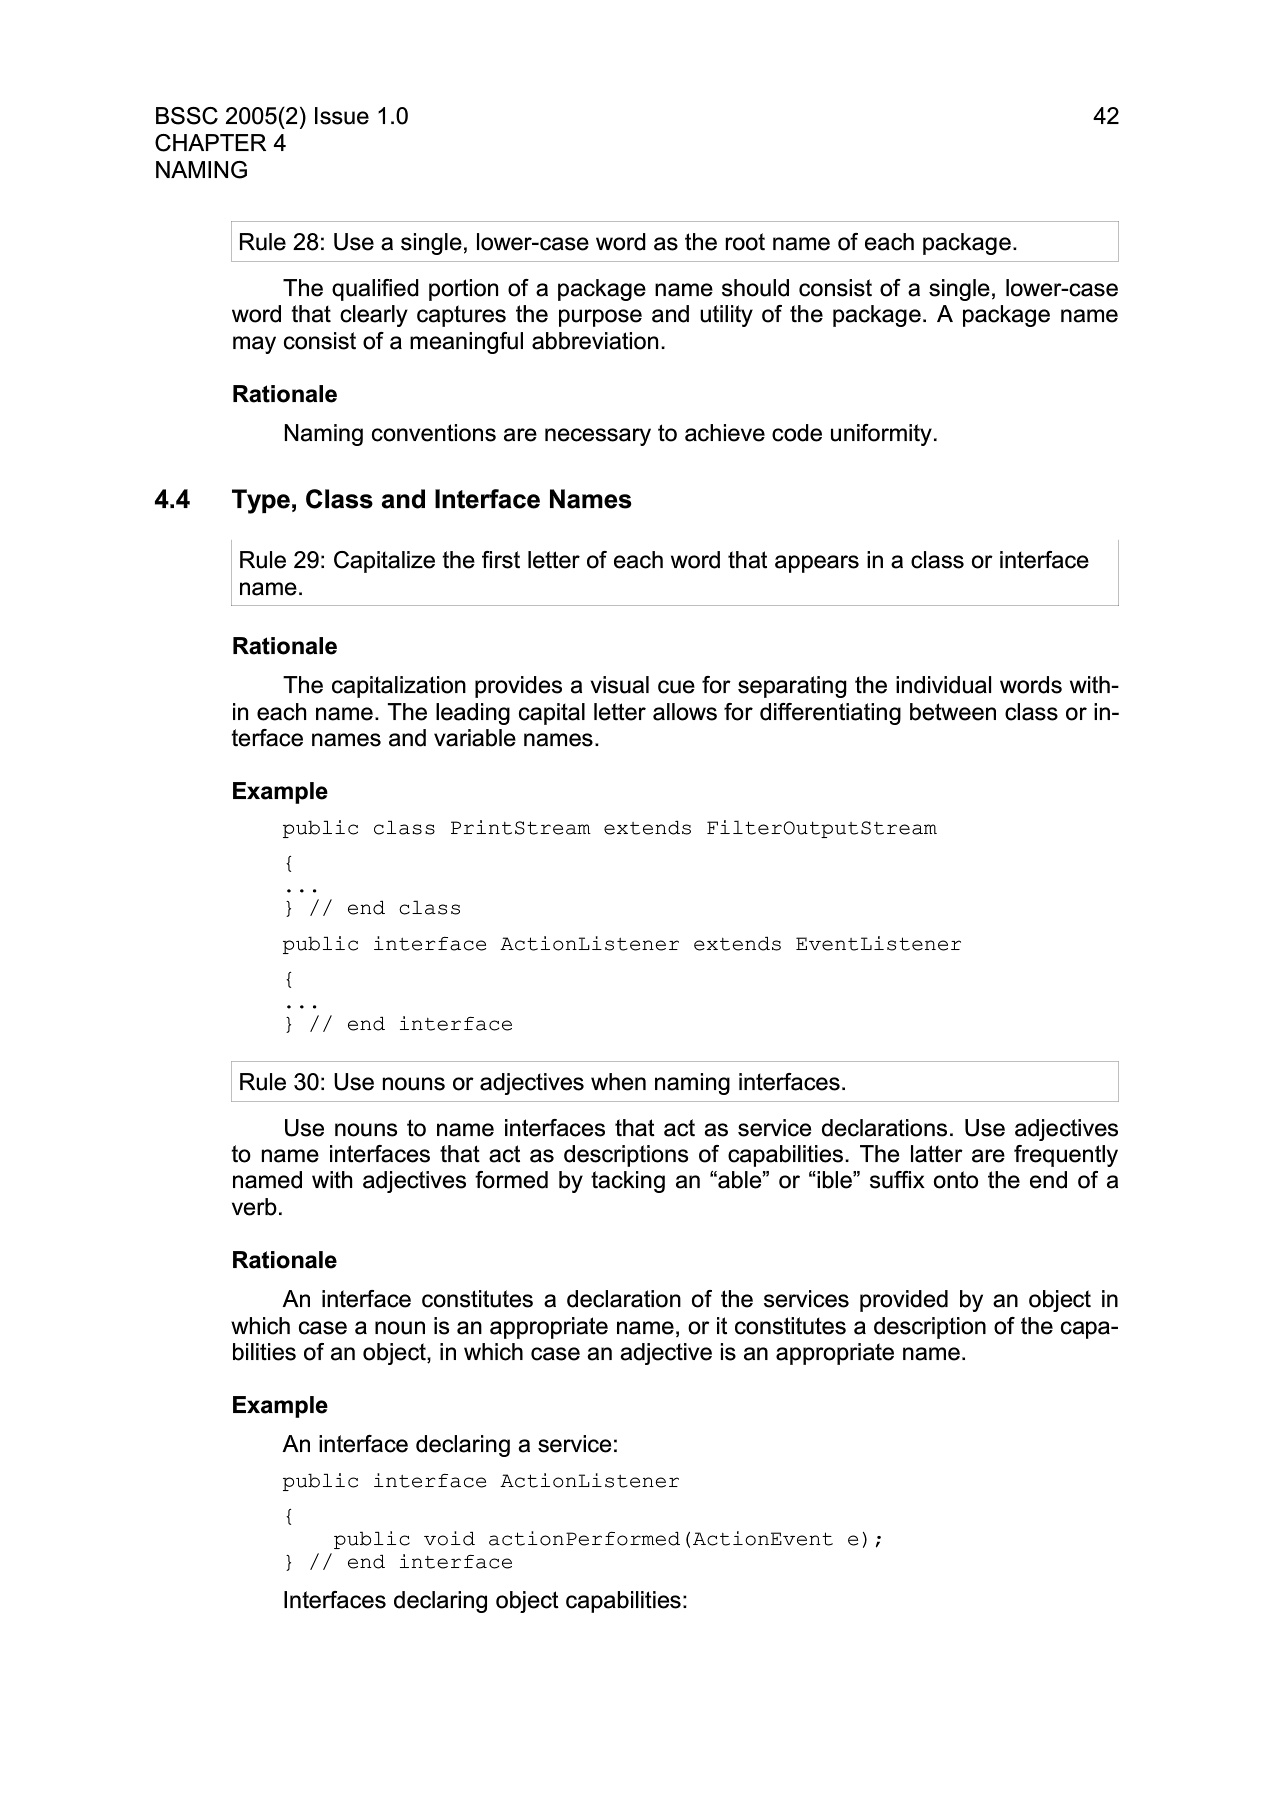 BSSC 2005(2) Issue 1.0 42
CHAPTER 4
NAMING
Rule 28: Use a single, lower-case word as the root name of each package.
The qualified portion of a package name should consist of a single, lower-case
word that clearly captures the purpose and utility of the package. A package name
may consist of a meaningful abbreviation.
Rationale
Naming conventions are necessary to achieve code uniformity.
4.4 Type, Class and Interface Names
Rule 29: Capitalize the first letter of each word that appears in a class or interface
name.
Rationale
The capitalization provides a visual cue for separating the individual words with-
in each name. The leading capital letter allows for differentiating between class or in-
terface names and variable names.
Example
public class PrintStream extends FilterOutputStream
{
...
} // end class
public interface ActionListener extends EventListener
{
...
} // end interface
Rule 30: Use nouns or adjectives when naming interfaces.
Use nouns to name interfaces that act as service declarations. Use adjectives
to name interfaces that act as descriptions of capabilities. The latter are frequently
named with adjectives formed by tacking an “able” or “ible” suffix onto the end of a
verb.
Rationale
An interface constitutes a declaration of the services provided by an object in
which case a noun is an appropriate name, or it constitutes a description of the capa-
bilities of an object, in which case an adjective is an appropriate name.
Example
An interface declaring a service:
public interface ActionListener
{
    public void actionPerformed(ActionEvent e);
} // end interface
Interfaces declaring object capabilities: